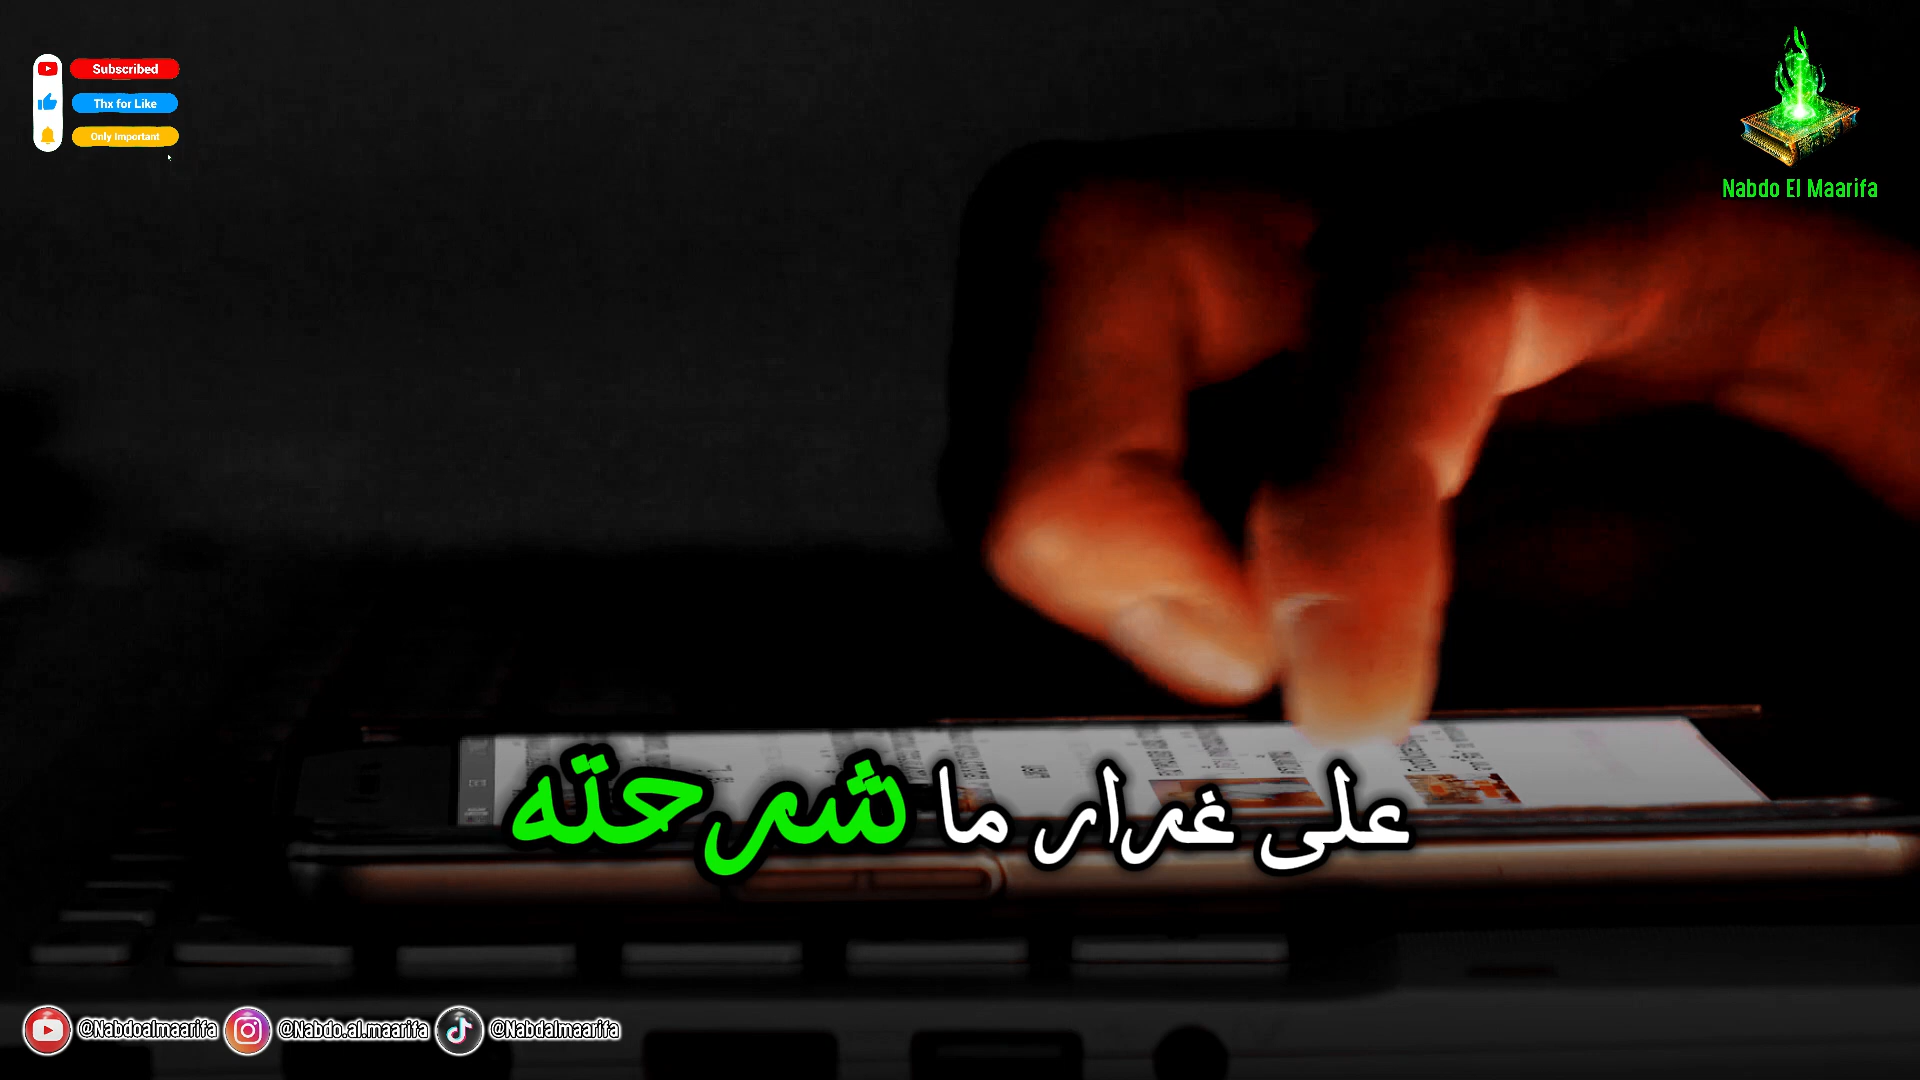 Subscribed
Thx for Like
Only Important
Nabdo El Maarifa
على غرار ما شرحته
@Nabdoalmaarifa @Nabdo.al.maarifa @Nabdalmaarifa